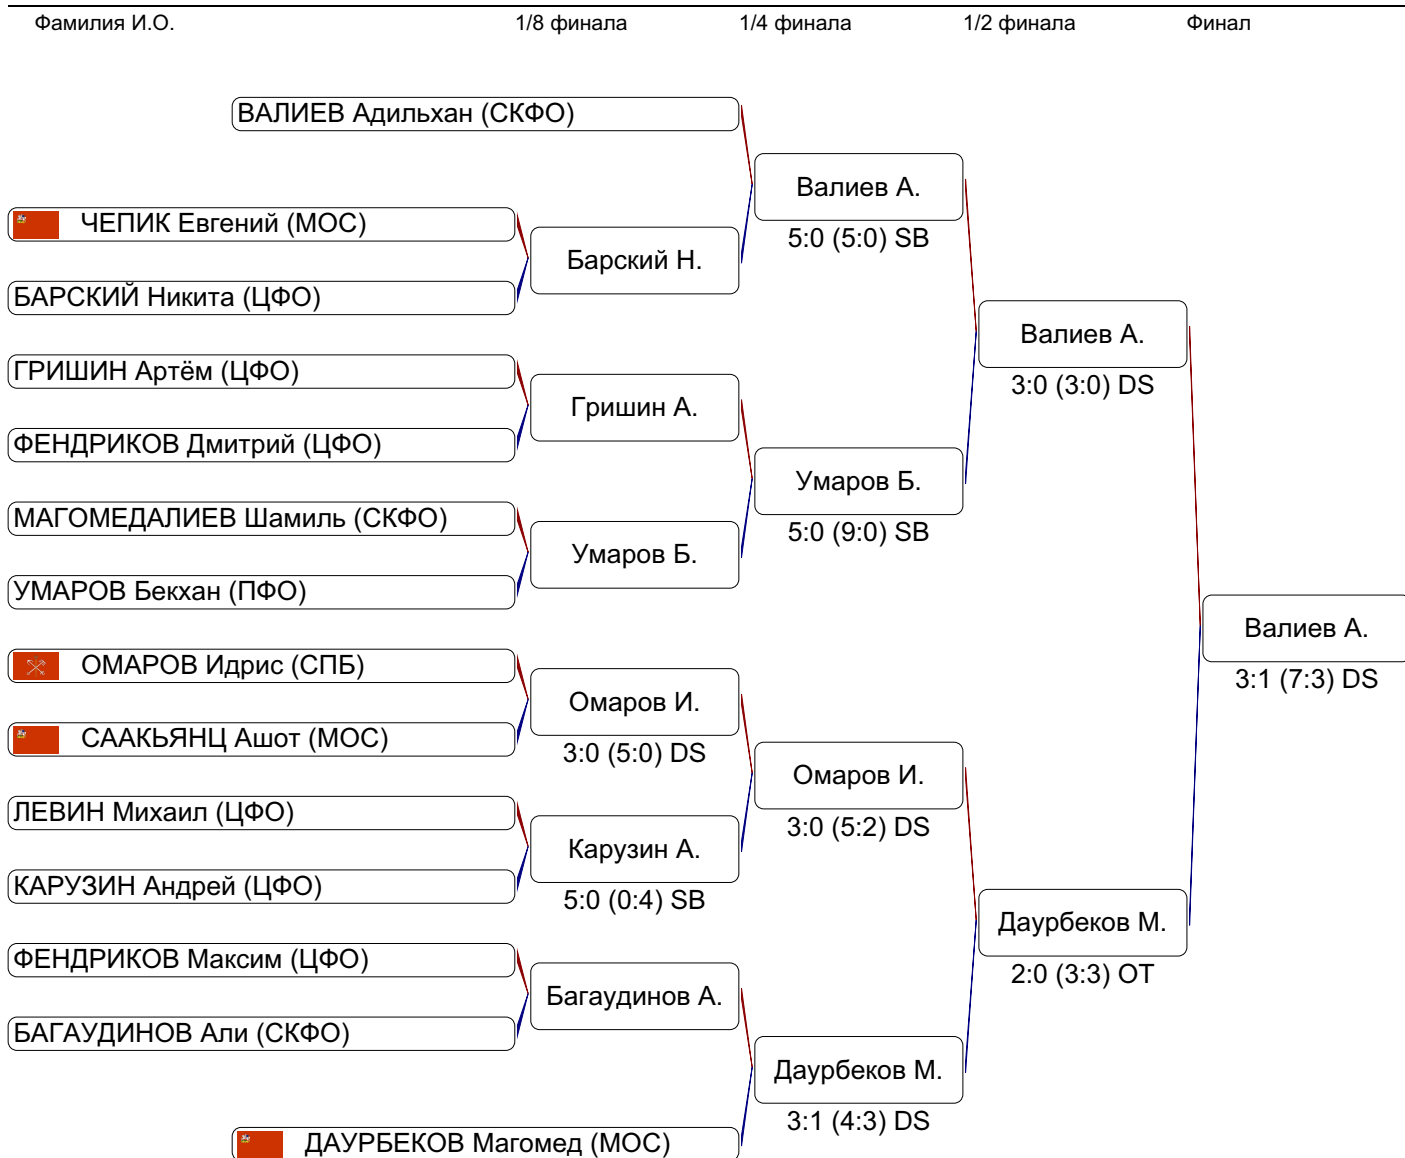 Фамилия И.О. 1/8 финала 1/4 финала 1/2 финала Финал
ВАЛИЕВ Адильхан (СКФО)
Валиев А.
5:0 (5:0) SB
ЧЕПИК Евгений (МОС)
Барский Н.
БАРСКИЙ Никита (ЦФО)
Валиев А.
3:0 (3:0) DS
ГРИШИН Артём (ЦФО)
Гришин А.
ФЕНДРИКОВ Дмитрий (ЦФО)
Умаров Б.
5:0 (9:0) SB
МАГОМЕДАЛИЕВ Шамиль (СКФО)
Умаров Б.
УМАРОВ Бекхан (ПФО)
Валиев А.
3:1 (7:3) DS
ОМАРОВ Идрис (СПБ)
Омаров И.
3:0 (5:0) DS
СААКЬЯНЦ Ашот (МОС)
Омаров И.
3:0 (5:2) DS
ЛЕВИН Михаил (ЦФО)
Карузин А.
5:0 (0:4) SB
КАРУЗИН Андрей (ЦФО)
Даурбеков М.
2:0 (3:3) OT
ФЕНДРИКОВ Максим (ЦФО)
Багаудинов А.
БАГАУДИНОВ Али (СКФО)
Даурбеков М.
3:1 (4:3) DS
ДАУРБЕКОВ Магомед (МОС)